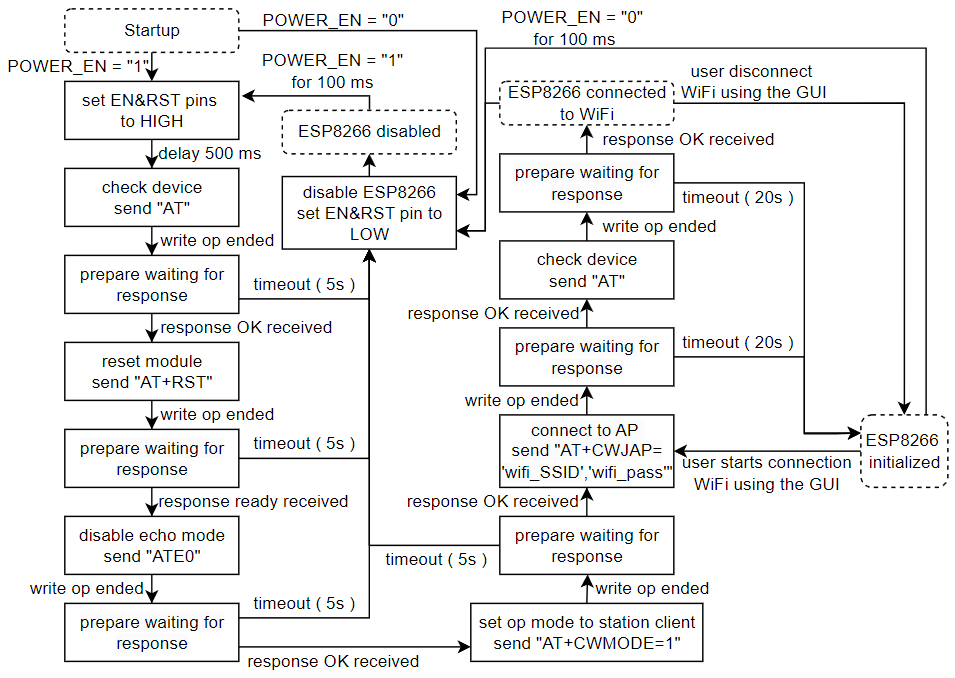 Startup
POWER_EN = "0"
POWER_EN = "1"
set EN&RST pins
to HIGH
delay 500 ms
check device
send "AT"
write op ended
prepare waiting for
response
timeout ( 5s )
response OK received
reset module
send "AT+RST"
write op ended
prepare waiting for
response
timeout ( 5s )
response ready received
disable echo mode
send "ATE0"
write op ended
prepare waiting for
response
timeout ( 5s )
response OK received
POWER_EN = "1"
for 100 ms
ESP8266 disabled
disable ESP8266
set EN&RST pin to
LOW
POWER_EN = "0"
for 100 ms
ESP8266 connected
to WiFi
user disconnect
WiFi using the GUI
response OK received
prepare waiting for
response
timeout ( 20s )
write op ended
check device
send "AT"
response OK received
prepare waiting for
response
timeout ( 20s )
write op ended
connect to AP
send "AT+CWJAP=
'wifi_SSID','wifi_pass'"
ESP8266
initialized
user starts connection
WiFi using the GUI
response OK received
prepare waiting for
response
timeout ( 5s )
write op ended
set op mode to station client
send "AT+CWMODE=1"